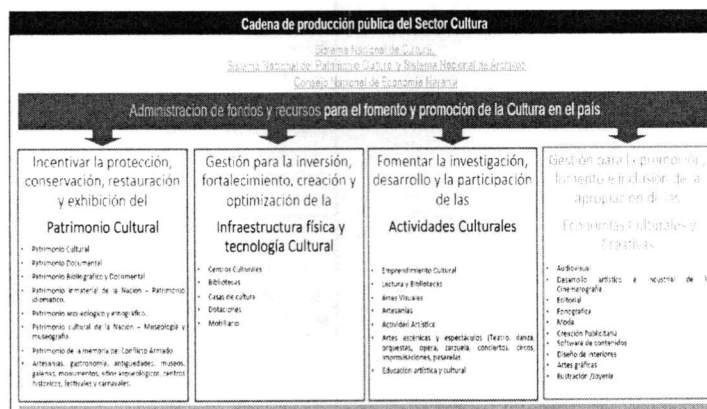 Cadena de producción pública del Sector Cultura
Sistema Nacional de Cultura,
Sistema Nacional de Patrimonio Cultural y Sistema Nacional de Archivos
Consejo Nacional de Economía Naranja
Administración de fondos y recursos para el fomento y promoción de la Cultura en el país
Incentivar la protección,
conservación, restauración
y exhibición del
Patrimonio Cultural
Patrimonio Cultural
Patrimonio Documental
Patrimonio Bibliográfico y Documental
Patrimonio inmaterial de la Nación – Patrimonio
idiomático.
Patrimonio arqueológico y etnográfico.
Patrimonio cultural de la Nación – Museología y
museografía.
Patrimonio de la memoria del Conflicto Armado
Artesanías, gastronomía, antigüedades, museos,
galerías, monumentos, sitios arqueológicos, centros
históricos, festivales y carnavales.
Gestión para la inversión,
fortalecimiento, creación y
optimización de la
Infraestructura física y
tecnología Cultural
Centros Culturales
Bibliotecas
Casas de cultura
Dotaciones
Mobiliario
Fomentar la investigación,
desarrollo y la participación
de las
Actividades Culturales
Emprendimiento Cultural
Lectura y Bibliotecas
Artes Visuales
Artesanías
Actividad Artística
Artes escénicas y espectáculos (Teatro, danza,
orquestas, opera, zarzuela, conciertos, circos,
improvisaciones, pasarelas
Educación artística y cultural
Gestión para la promoción,
fomento e inclusión de la
apropiación de las
Economías Culturales y
Creativas
Audiovisual
Desarrollo artístico e industrial de la
Cinematografía.
Editorial
Fonográfica
Moda
Creación Publicitaria
Software de contenidos
Diseño de interiores
Artes gráficas
Ilustración /Joyería